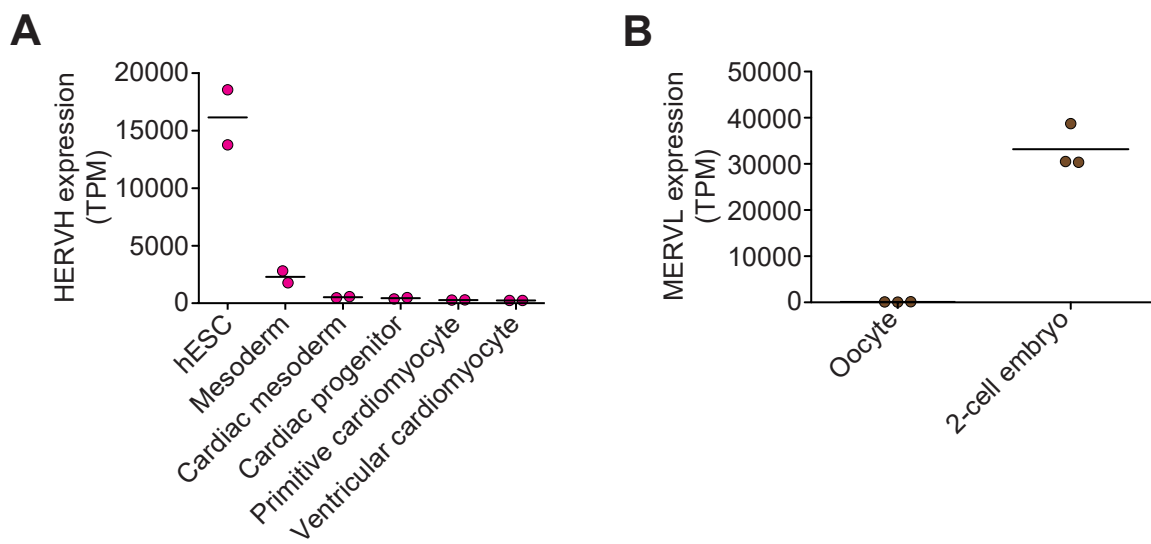 A
HERVH expression
(TPM)
20000
15000
10000
5000
0
hESC
Mesoderm
Cardiac mesoderm
Cardiac progenitor
Primitive cardiomyocyte
Ventricular cardiomyocyte
B
MERVL expression
(TPM)
50000
40000
30000
20000
10000
0
Oocyte
2-cell embryo